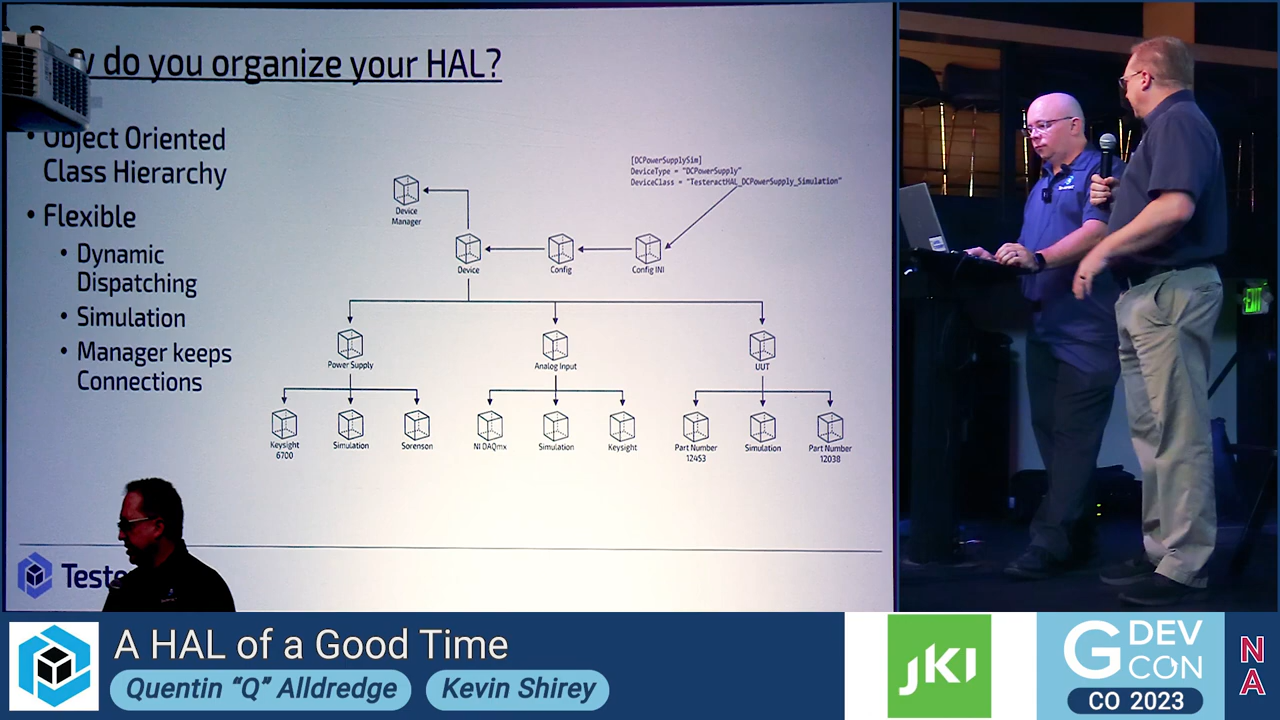 do you organize your HAL?
Object Oriented
Class Hierarchy
Flexible
Dynamic
Dispatching
Simulation
Manager keeps
Connections
[DCPowerSupplySim]
DeviceType = "DCPowerSupply"
DeviceClass = "TesteractHAL_DCPowerSupply_Simulation"
Device
Manager
Device
Config
Config INI
Power Supply
Analog Input
UUT
Keysight
6700
Simulation
Sorenson
NI DAQmx
Simulation
Keysight
Part Number
12453
Simulation
Part Number
12038
Teste
A HAL of a Good Time
Quentin "Q" Alldredge
Kevin Shirey
JKI
G DEV
CON
CO 2023
NA